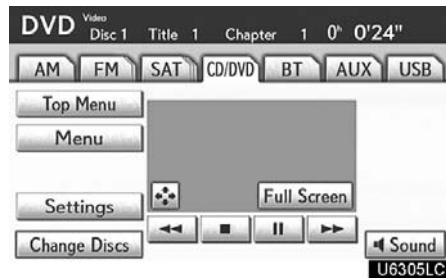 DVD Video Disc 1 Title 1 Chapter 1 0h 0'24"
AM FM SAT CD/DVD BT AUX USB
Top Menu
Menu
Settings
Full Screen
Change Discs
Sound
U6305LC